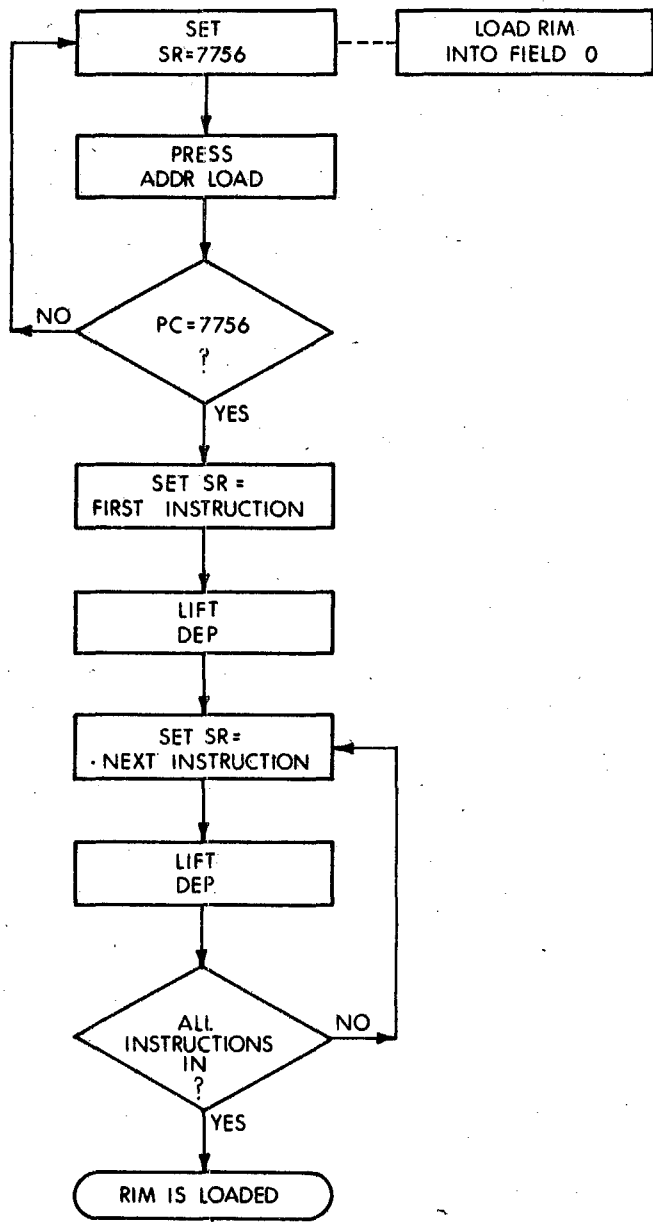 SET
SR=7756
LOAD RIM
INTO FIELD 0
PRESS
ADDR LOAD
PC=7756
?
NO
YES
SET SR=
FIRST INSTRUCTION
LIFT
DEP
SET SR=
NEXT INSTRUCTION
LIFT
DEP
ALL
INSTRUCTIONS
IN
?
NO
YES
RIM IS LOADED